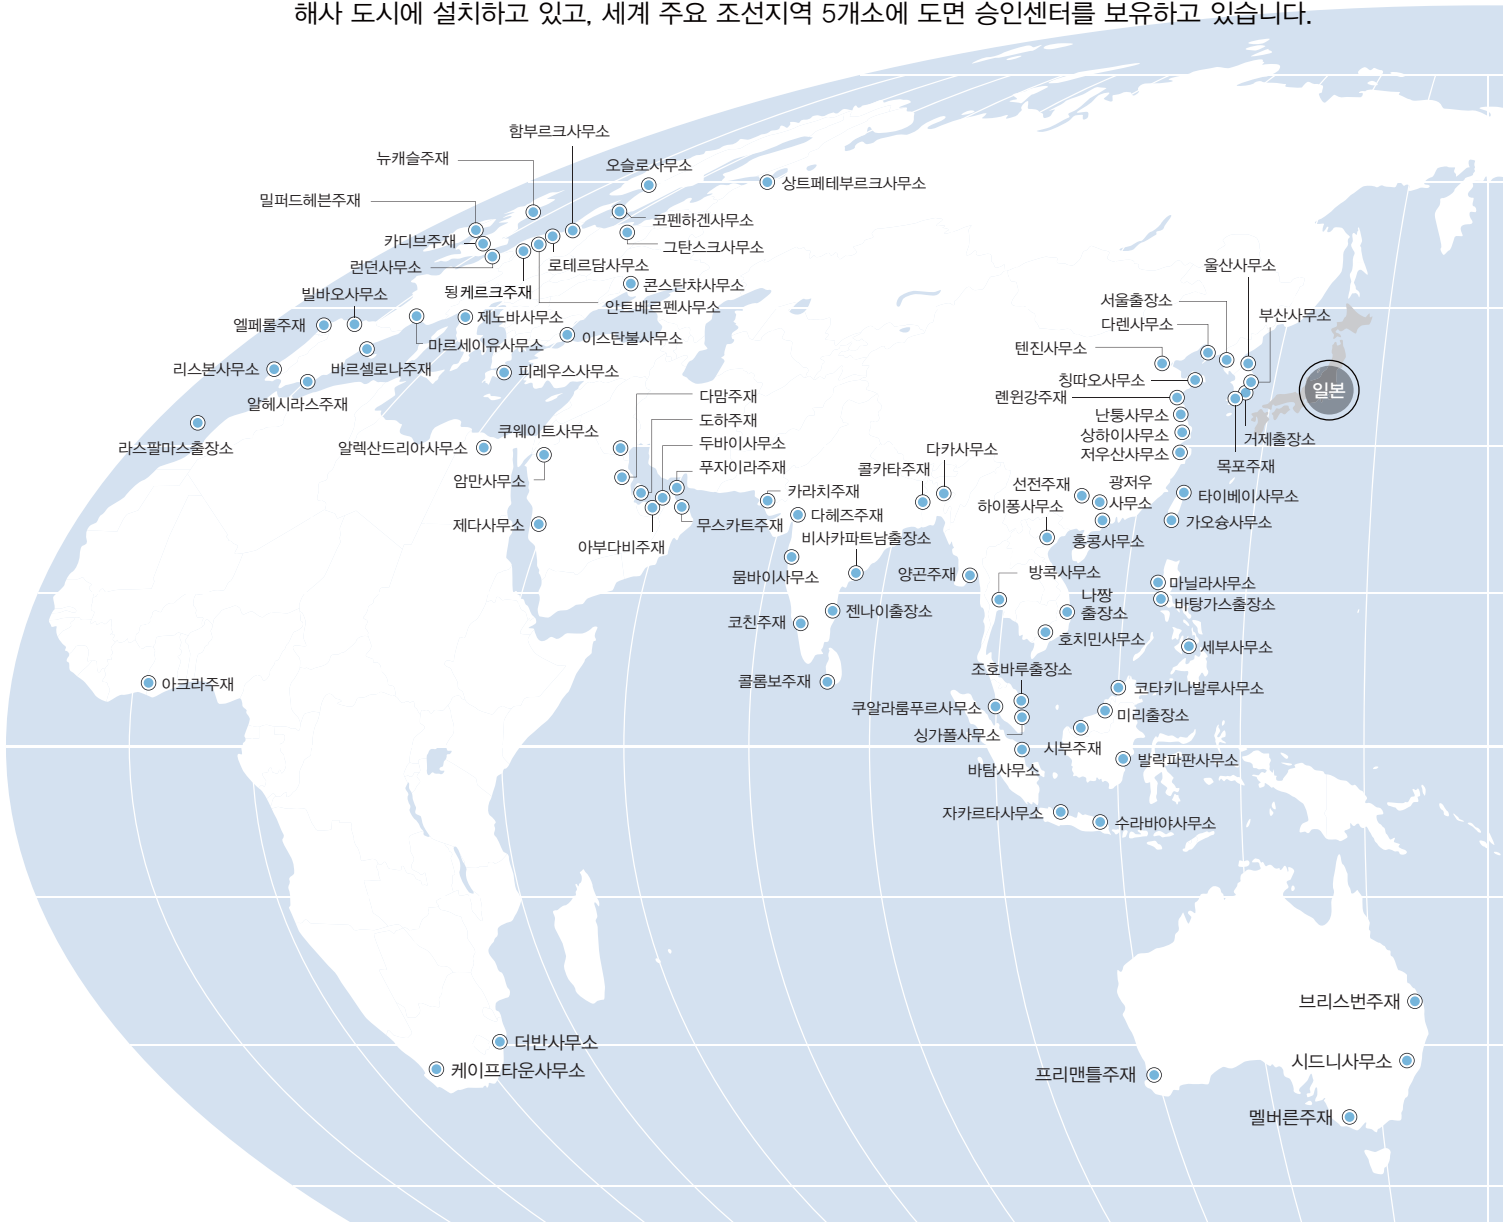 해사 도시에 설치하고 있고, 세계 주요 조선지역 5개소에 도면 승인센터를 보유하고 있습니다.
함부르크사무소
뉴캐슬주재
오슬로사무소
상트페테부르크사무소
밀퍼드헤븐주재
코펜하겐사무소
카디브주재
그탄스크사무소
런던사무소
로테르담사무소
울산사무소
빌바오사무소
됭케르크주재
콘스탄챠사무소
안트베르펜사무소
서울출장소
부산사무소
엘페롤주재
제노바사무소
다렌사무소
마르세이유사무소
이스탄불사무소
텐진사무소
리스본사무소
바르셀로나주재
피레우스사무소
칭따오사무소
일본
알헤시라스주재
다맘주재
롄윈강주재
도하주재
난퉁사무소
라스팔마스출장소
알렉산드리아사무소
쿠웨이트사무소
두바이사무소
다카사무소
상하이사무소
거제출장소
저우산사무소
푸자이라주재
콜카타주재
목포주재
암만사무소
카라치주재
선전주재
광저우
사무소
타이베이사무소
하이퐁사무소
제다사무소
무스카트주재
다헤즈주재
가오슝사무소
아부다비주재
비사카파트남출장소
홍콩사무소
뭄바이사무소
양곤주재
방콕사무소
마닐라사무소
나짱
출장소
바탕가스출장소
코친주재
젠나이출장소
호치민사무소
세부사무소
조호바루출장소
아크라주재
콜롬보주재
코타키나발루사무소
쿠알라룸푸르사무소
미리출장소
싱가폴사무소
시부주재
발락파판사무소
바탐사무소
자카르타사무소
수라바야사무소
브리스번주재
더반사무소
시드니사무소
케이프타운사무소
프리맨틀주재
멜버른주재